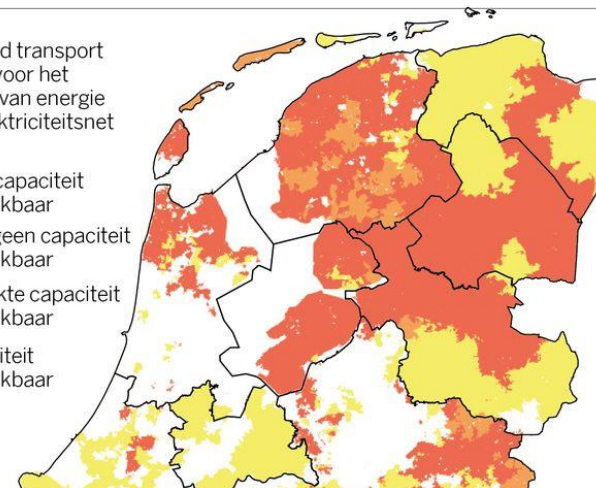 d transport
voor het
van energie
ktriciteitsnet
capaciteit
kbaar
geen capaciteit
kbaar
kte capaciteit
kbaar
iteit
kbaar